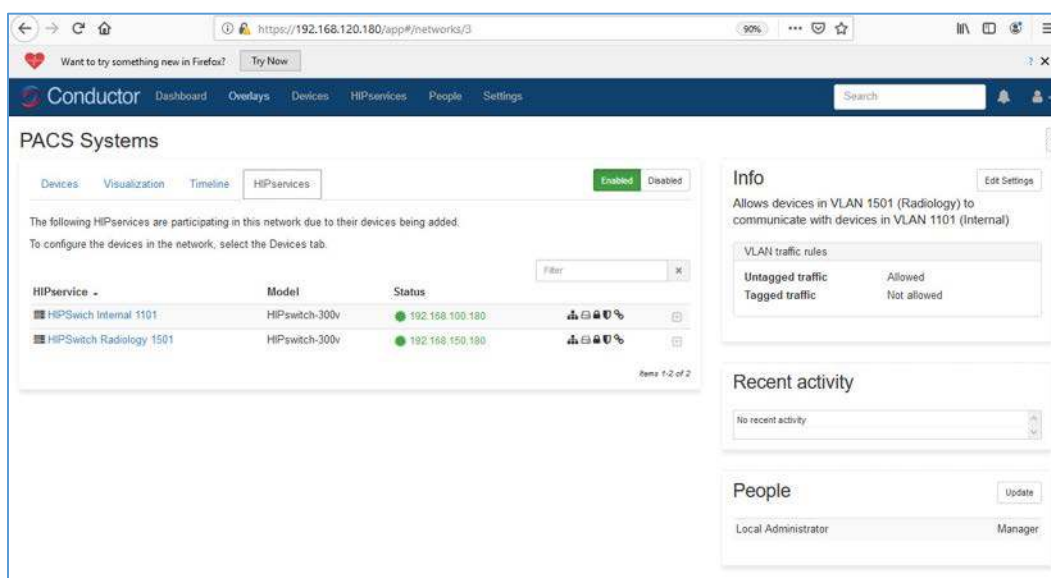 https://192.168.120.180/app#/networks/3
90%
Want to try something new in Firefox? Try Now ? X
Conductor Dashboard Overlays Devices HIPservices People Settings Search
PACS Systems
Devices Visualization Timeline HIPservices Enabled Disabled
The following HIPservices are participating in this network due to their devices being added.
To configure the devices in the network, select the Devices tab.
Filter ×
HIPservice Model Status
HIPSwich Internal 1101 HIPswitch-300v 192.168.100.180
HIPSwitch Radiology 1501 HIPswitch-300v 192.168.150.180
Items 1-2 of 2
Info Edit Settings
Allows devices in VLAN 1501 (Radiology) to
communicate with devices in VLAN 1101 (Internal)
VLAN traffic rules
Untagged traffic Allowed
Tagged traffic Not allowed
Recent activity
No recent activity
People Update
Local Administrator Manager